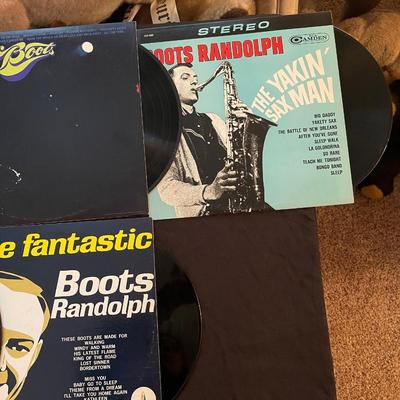 Boots
STEREO
CAMDEN
BOOTS RANDOLPH
THE YAKIN'
SAX MAN
BIG DADDY
YAKETY SAX
THE BATTLE OF NEW ORLEANS
AFTER YOU'VE GONE
SLEEP WALK
LA GOLONDRINA
SO RARE
TEACH ME TONIGHT
BONGO BAND
SLEEP
e fantastic
Boots
Randolph
THESE BOOTS ARE MADE FOR
WALKING
WINDY AND WARM
HIS LATEST FLAME
KING OF THE ROAD
LOST SINNER
BORDERTOWN
MISS YOU
BABY GO TO SLEEP
THEME FROM A DREAM
I'LL TAKE YOU HOME AGAIN
KATHLEEN